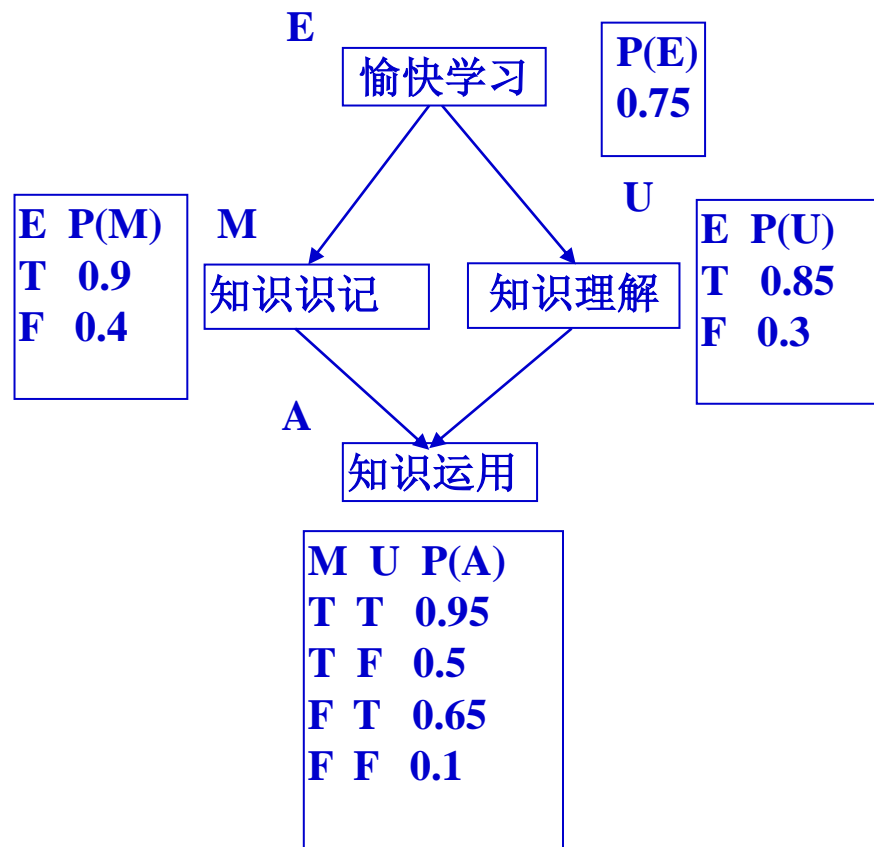 E
愉快学习
P(E)
0.75
E P(M)
T 0.9
F 0.4
M
知识识记
U
知识理解
E P(U)
T 0.85
F 0.3
A
知识运用
M U P(A)
T T 0.95
T F 0.5
F T 0.65
F F 0.1